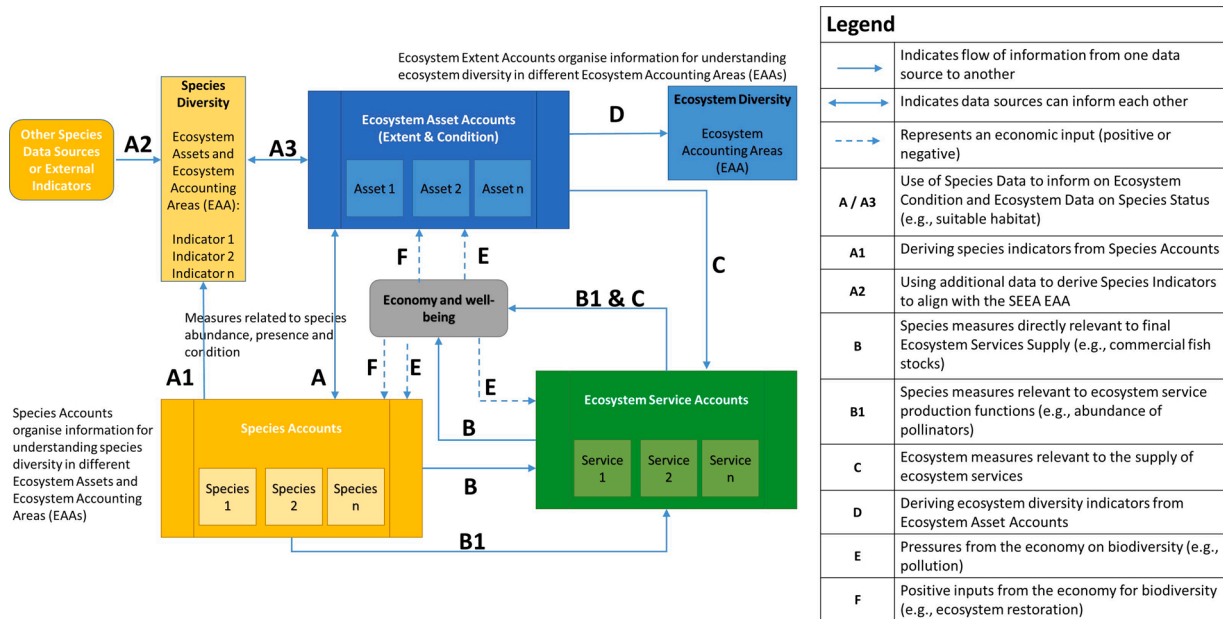 Ecosystem Extent Accounts organise information for understanding
ecosystem diversity in different Ecosystem Accounting Areas (EAAs)
Other Species
Data Sources
or External
Indicators
A2
Species
Diversity
Ecosystem
Assets and
Ecosystem
Accounting
Areas (EAA):
Indicator 1
Indicator 2
Indicator n
A3
Ecosystem Asset Accounts
(Extent & Condition)
Asset 1
Asset 2
Asset n
D
Ecosystem Diversity
Ecosystem
Accounting Areas
(EAA)
F
E
C
Economy and well-
being
B1 & C
Measures related to species
abundance, presence and
condition
A1
A
F
E
E
Species Accounts
organise information for
understanding species
diversity in different
Ecosystem Assets and
Ecosystem Accounting
Areas (EAAs)
Species Accounts
Species
1
Species
2
Species
n
B
B
B1
Ecosystem Service Accounts
Service
1
Service
2
Service
n
Legend
Indicates flow of information from one data
source to another
Indicates data sources can inform each other
Represents an economic input (positive or
negative)
A / A3
Use of Species Data to inform on Ecosystem
Condition and Ecosystem Data on Species Status
(e.g., suitable habitat)
A1
Deriving species indicators from Species Accounts
A2
Using additional data to derive Species Indicators
to align with the SEEA EAA
B
Species measures directly relevant to final
Ecosystem Services Supply (e.g., commercial fish
stocks)
B1
Species measures relevant to ecosystem service
production functions (e.g., abundance of
pollinators)
C
Ecosystem measures relevant to the supply of
ecosystem services
D
Deriving ecosystem diversity indicators from
Ecosystem Asset Accounts
E
Pressures from the economy on biodiversity (e.g.,
pollution)
F
Positive inputs from the economy for biodiversity
(e.g., ecosystem restoration)